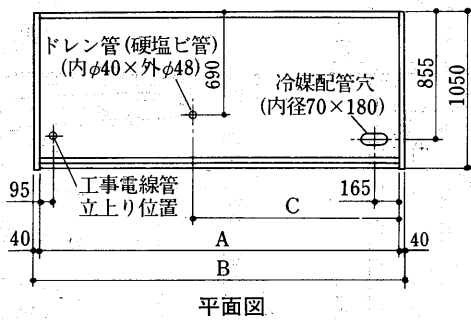 ドレン管(硬塩ビ管)
(内φ40×外φ48)
690
冷媒配管穴
(内径70×180)
855
1050
95
工事電線管
立上り位置
165
C
40
A
40
B
平面図